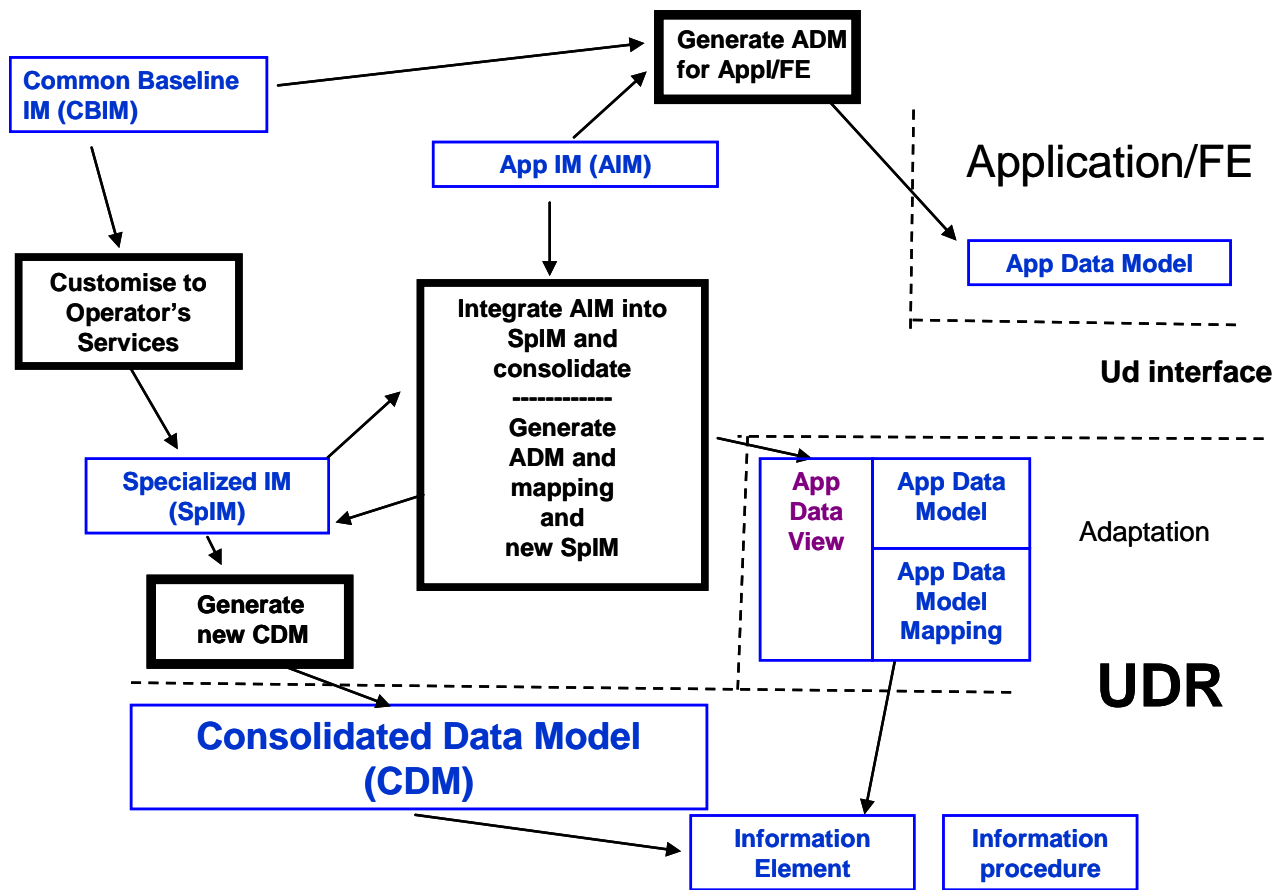 Generate ADM
for Appl/FE
Common Baseline
IM (CBIM)
App IM (AIM)
Application/FE
App Data Model
Customise to
Operator's
Services
Integrate AIM into
SpIM and
consolidate
------------
Generate
ADM and
mapping
and
new SpIM
Ud interface
Specialized IM
(SpIM)
App
Data
View
App Data
Model
App Data
Model
Mapping
Adaptation
Generate
new CDM
UDR
Consolidated Data Model
(CDM)
Information
Element
Information
procedure